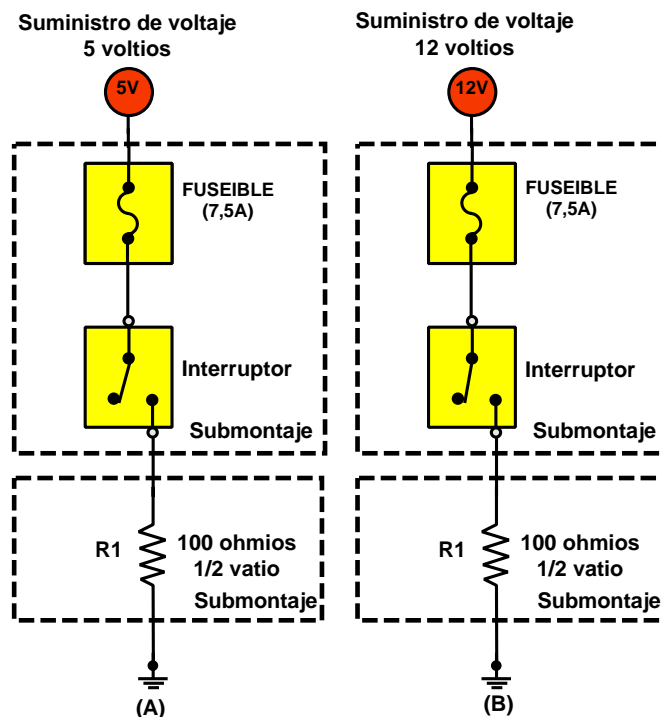 Suministro de voltaje
5 voltios
5V
FUSEIBLE
(7,5A)
Interruptor
Submontaje
R1
100 ohmios
1/2 vatio
Submontaje
(A)
Suministro de voltaje
12 voltios
12V
FUSEIBLE
(7,5A)
Interruptor
Submontaje
R1
100 ohmios
1/2 vatio
Submontaje
(B)